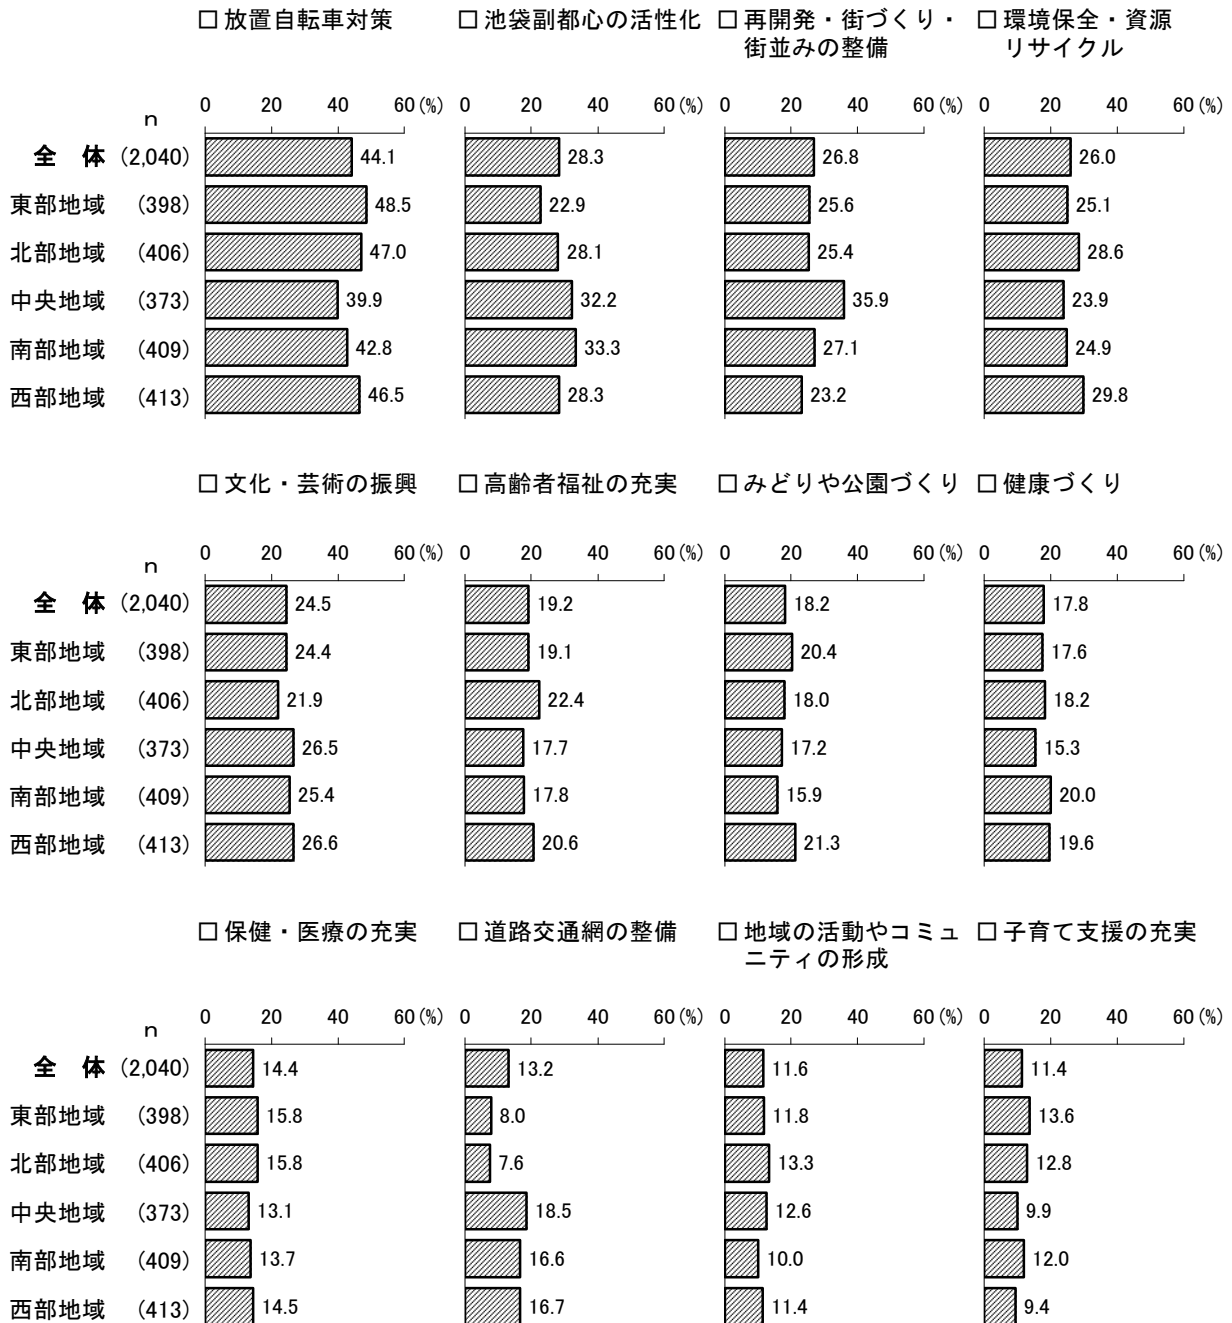 □ 放置自転車対策 □ 池袋副都心の活性化 □ 再開発・街づくり・ □ 環境保全・資源
街並みの整備 リサイクル
0 20 40 60(%) 0 20 40 60(%) 0 20 40 60(%) 0 20 40 60(%)
n
全 体 (2,040) 44.1 28.3 26.8 26.0
東部地域 (398) 48.5 22.9 25.6 25.1
北部地域 (406) 47.0 28.1 25.4 28.6
中央地域 (373) 39.9 32.2 35.9 23.9
南部地域 (409) 42.8 33.3 27.1 24.9
西部地域 (413) 46.5 28.3 23.2 29.8
□ 文化・芸術の振興 □ 高齢者福祉の充実 □ みどりや公園づくり □ 健康づくり
0 20 40 60(%) 0 20 40 60(%) 0 20 40 60(%) 0 20 40 60(%)
n
全 体 (2,040) 24.5 19.2 18.2 17.8
東部地域 (398) 24.4 19.1 20.4 17.6
北部地域 (406) 21.9 22.4 18.0 18.2
中央地域 (373) 26.5 17.7 17.2 15.3
南部地域 (409) 25.4 17.8 15.9 20.0
西部地域 (413) 26.6 20.6 21.3 19.6
□ 保健・医療の充実 □ 道路交通網の整備 □ 地域の活動やコミュ □ 子育て支援の充実
ニティの形成
0 20 40 60(%) 0 20 40 60(%) 0 20 40 60(%) 0 20 40 60(%)
n
全 体 (2,040) 14.4 13.2 11.6 11.4
東部地域 (398) 15.8 8.0 11.8 13.6
北部地域 (406) 15.8 7.6 13.3 12.8
中央地域 (373) 13.1 18.5 12.6 9.9
南部地域 (409) 13.7 16.6 10.0 12.0
西部地域 (413) 14.5 16.7 11.4 9.4